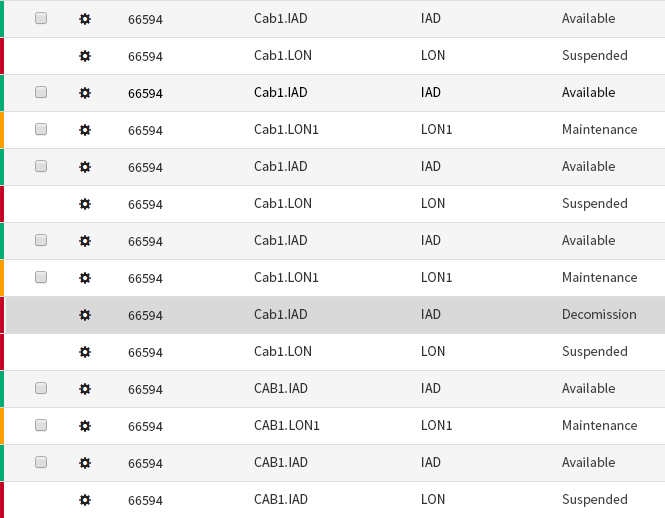 66594 Cab1.IAD IAD Available
66594 Cab1.LON LON Suspended
66594 Cab1.IAD IAD Available
66594 Cab1.LON1 LON1 Maintenance
66594 Cab1.IAD IAD Available
66594 Cab1.LON LON Suspended
66594 Cab1.IAD IAD Available
66594 Cab1.LON1 LON1 Maintenance
66594 Cab1.IAD IAD Decomission
66594 Cab1.LON LON Suspended
66594 CAB1.IAD IAD Available
66594 CAB1.LON1 LON1 Maintenance
66594 CAB1.IAD IAD Available
66594 CAB1.IAD LON Suspended